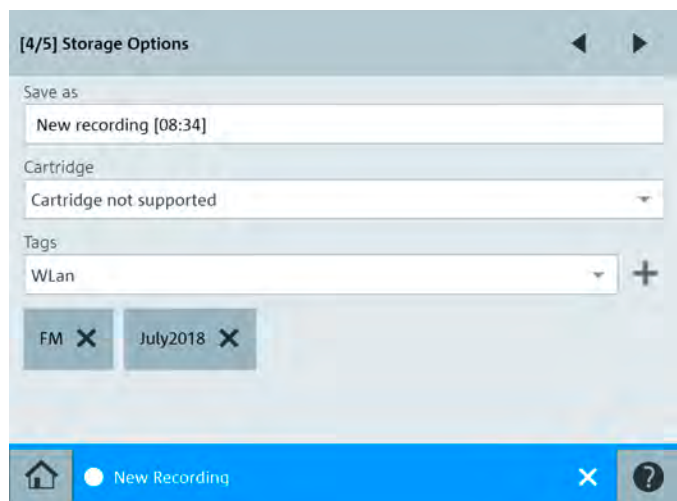 [4/5] Storage Options
Save as
New recording [08:34]
Cartridge
Cartridge not supported
Tags
WLan
FM
July2018
New Recording